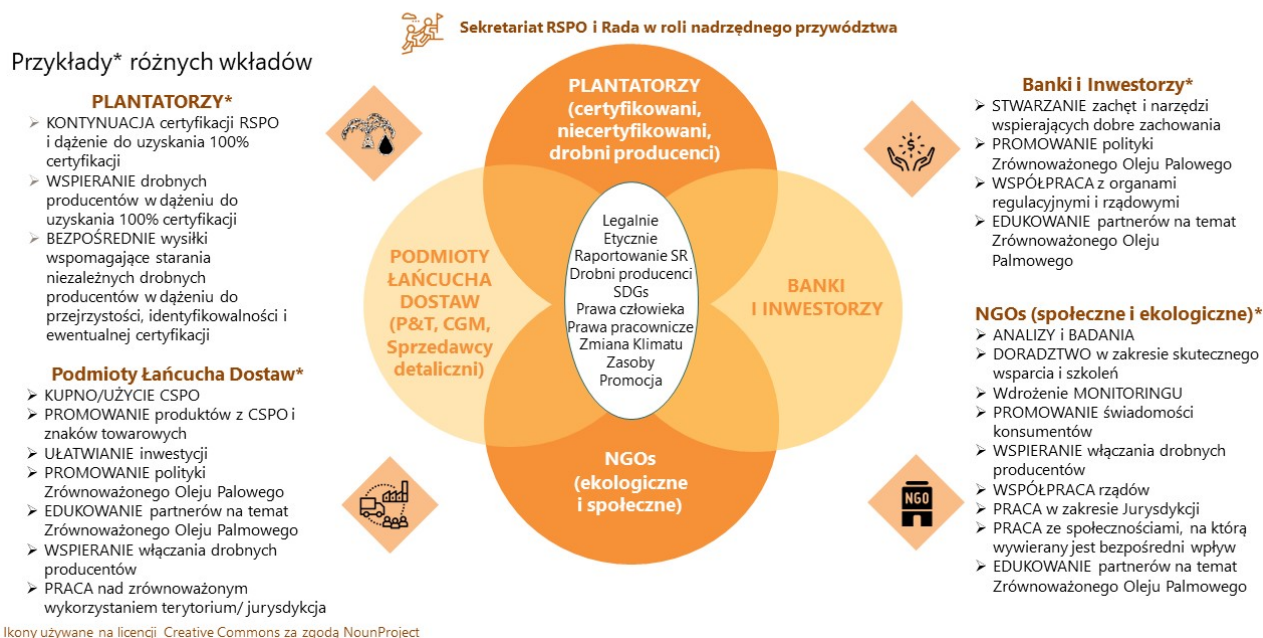 Sekretariat RSPO i Rada w roli nadrzędnego przywództwa
Przykłady* różnych wkładów
PLANTATORZY*
KONTYNUACJA certyfikacji RSPO
i dążenie do uzyskania 100%
certyfikacji
WSPIERANIE drobnych
producentów w dążeniu do
uzyskania 100% certyfikacji
BEZPOŚREDNIE wysiłki
wspomagające starania
niezależnych drobnych
producentów w dążeniu do
przejrzystości, identyfikowalności i
ewentualnej certyfikacji
Podmioty Łańcucha Dostaw*
KUPNO/UŻYCIE CSPO
PROMOWANIE produktów z CSPO i
znaków towarowych
UŁATWIANIE inwestycji
PROMOWANIE polityki
Zrównoważonego Oleju Palowego
EDUKOWANIE partnerów na temat
Zrównoważonego Oleju Palmowego
WSPIERANIE włączania drobnych
producentów
PRACA nad zrównoważonym
wykorzystaniem terytorium/ jurysdykcja
PLANTATORZY
(certyfikowani,
niecertyfikowani,
drobni producenci)
PODMIOTY
ŁAŃCUCHA
DOSTAW
(P&T, CGM,
Sprzedawcy
detaliczni)
Legalnie
Etycznie
Raportowanie SR
Drobni producenci
SDGs
Prawa człowieka
Prawa pracownicze
Zmiana Klimatu
Zasoby
Promocja
BANKI
I INWESTORZY
NGOs
(ekologiczne
i społeczne)
Banki i Inwestorzy*
STWARZANIE zachęt i narzędzi
wspierających dobre zachowania
PROMOWANIE polityki
Zrównoważonego Oleju Palowego
WSPÓŁPRACA z organami
regulacyjnymi i rządowymi
EDUKOWANIE partnerów na temat
Zrównoważonego Oleju
Palmowego
NGOs (społeczne i ekologiczne)*
ANALIZY i BADANIA
DORADZTWO w zakresie skutecznego
wsparcia i szkoleń
Wdrożenie MONITORINGU
PROMOWANIE świadomości
konsumentów
WSPIERANIE włączania drobnych
producentów
WSPÓŁPRACA rządów
PRACA w zakresie Jurysdykcji
PRACA ze społecznościami, na którą
wywierany jest bezpośredni wpływ
EDUKOWANIE partnerów na temat
Zrównoważonego Oleju Palmowego
NGO
Ikony używane na licencji Creative Commons za zgodą NounProject